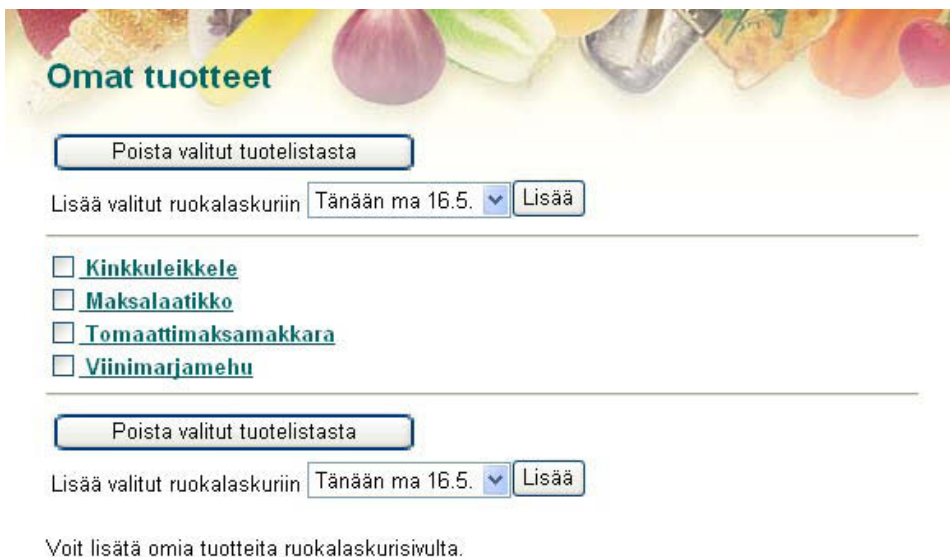 Omat tuotteet
Poista valitut tuotelistasta
Lisää valitut ruokalaskuriin Tänään ma 16.5. Lisää
Kinkkuleikkele
Maksalaatikko
Tomaattimaksamakkara
Viinimarjamehu
Poista valitut tuotelistasta
Lisää valitut ruokalaskuriin Tänään ma 16.5. Lisää
Voit lisätä omia tuotteita ruokalaskurisivulta.